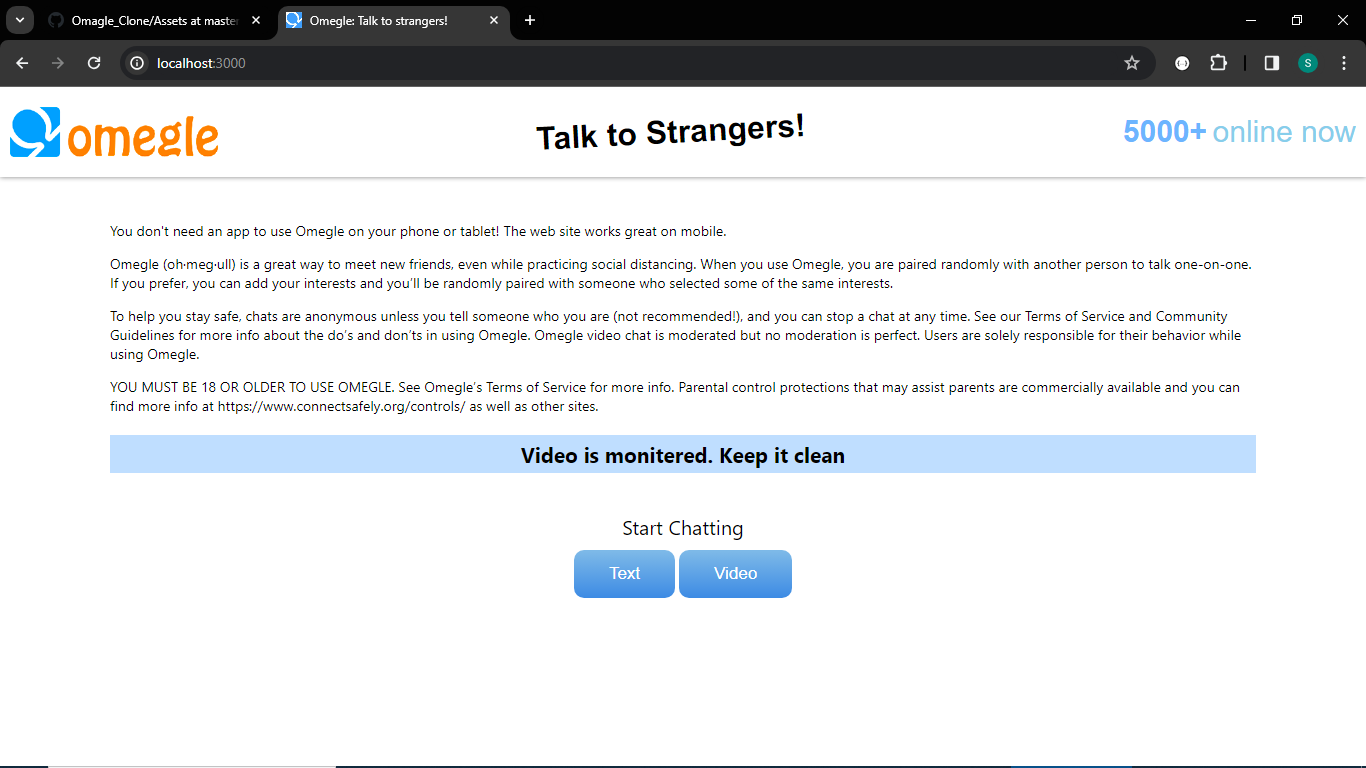 Omagle_Clone/Assets at master
Omegle: Talk to strangers!
localhost:3000
S
omegle
Talk to Strangers!
5000+ online now
You don't need an app to use Omegle on your phone or tablet! The web site works great on mobile.
Omegle (oh·meg·ull) is a great way to meet new friends, even while practicing social distancing. When you use Omegle, you are paired randomly with another person to talk one-on-one.
If you prefer, you can add your interests and you'll be randomly paired with someone who selected some of the same interests.
To help you stay safe, chats are anonymous unless you tell someone who you are (not recommended!), and you can stop a chat at any time. See our Terms of Service and Community
Guidelines for more info about the do's and don'ts in using Omegle. Omegle video chat is moderated but no moderation is perfect. Users are solely responsible for their behavior while
using Omegle.
YOU MUST BE 18 OR OLDER TO USE OMEGLE. See Omegle's Terms of Service for more info. Parental control protections that may assist parents are commercially available and you can
find more info at https://www.connectsafely.org/controls/ as well as other sites.
Video is monitered. Keep it clean
Start Chatting
Text
Video